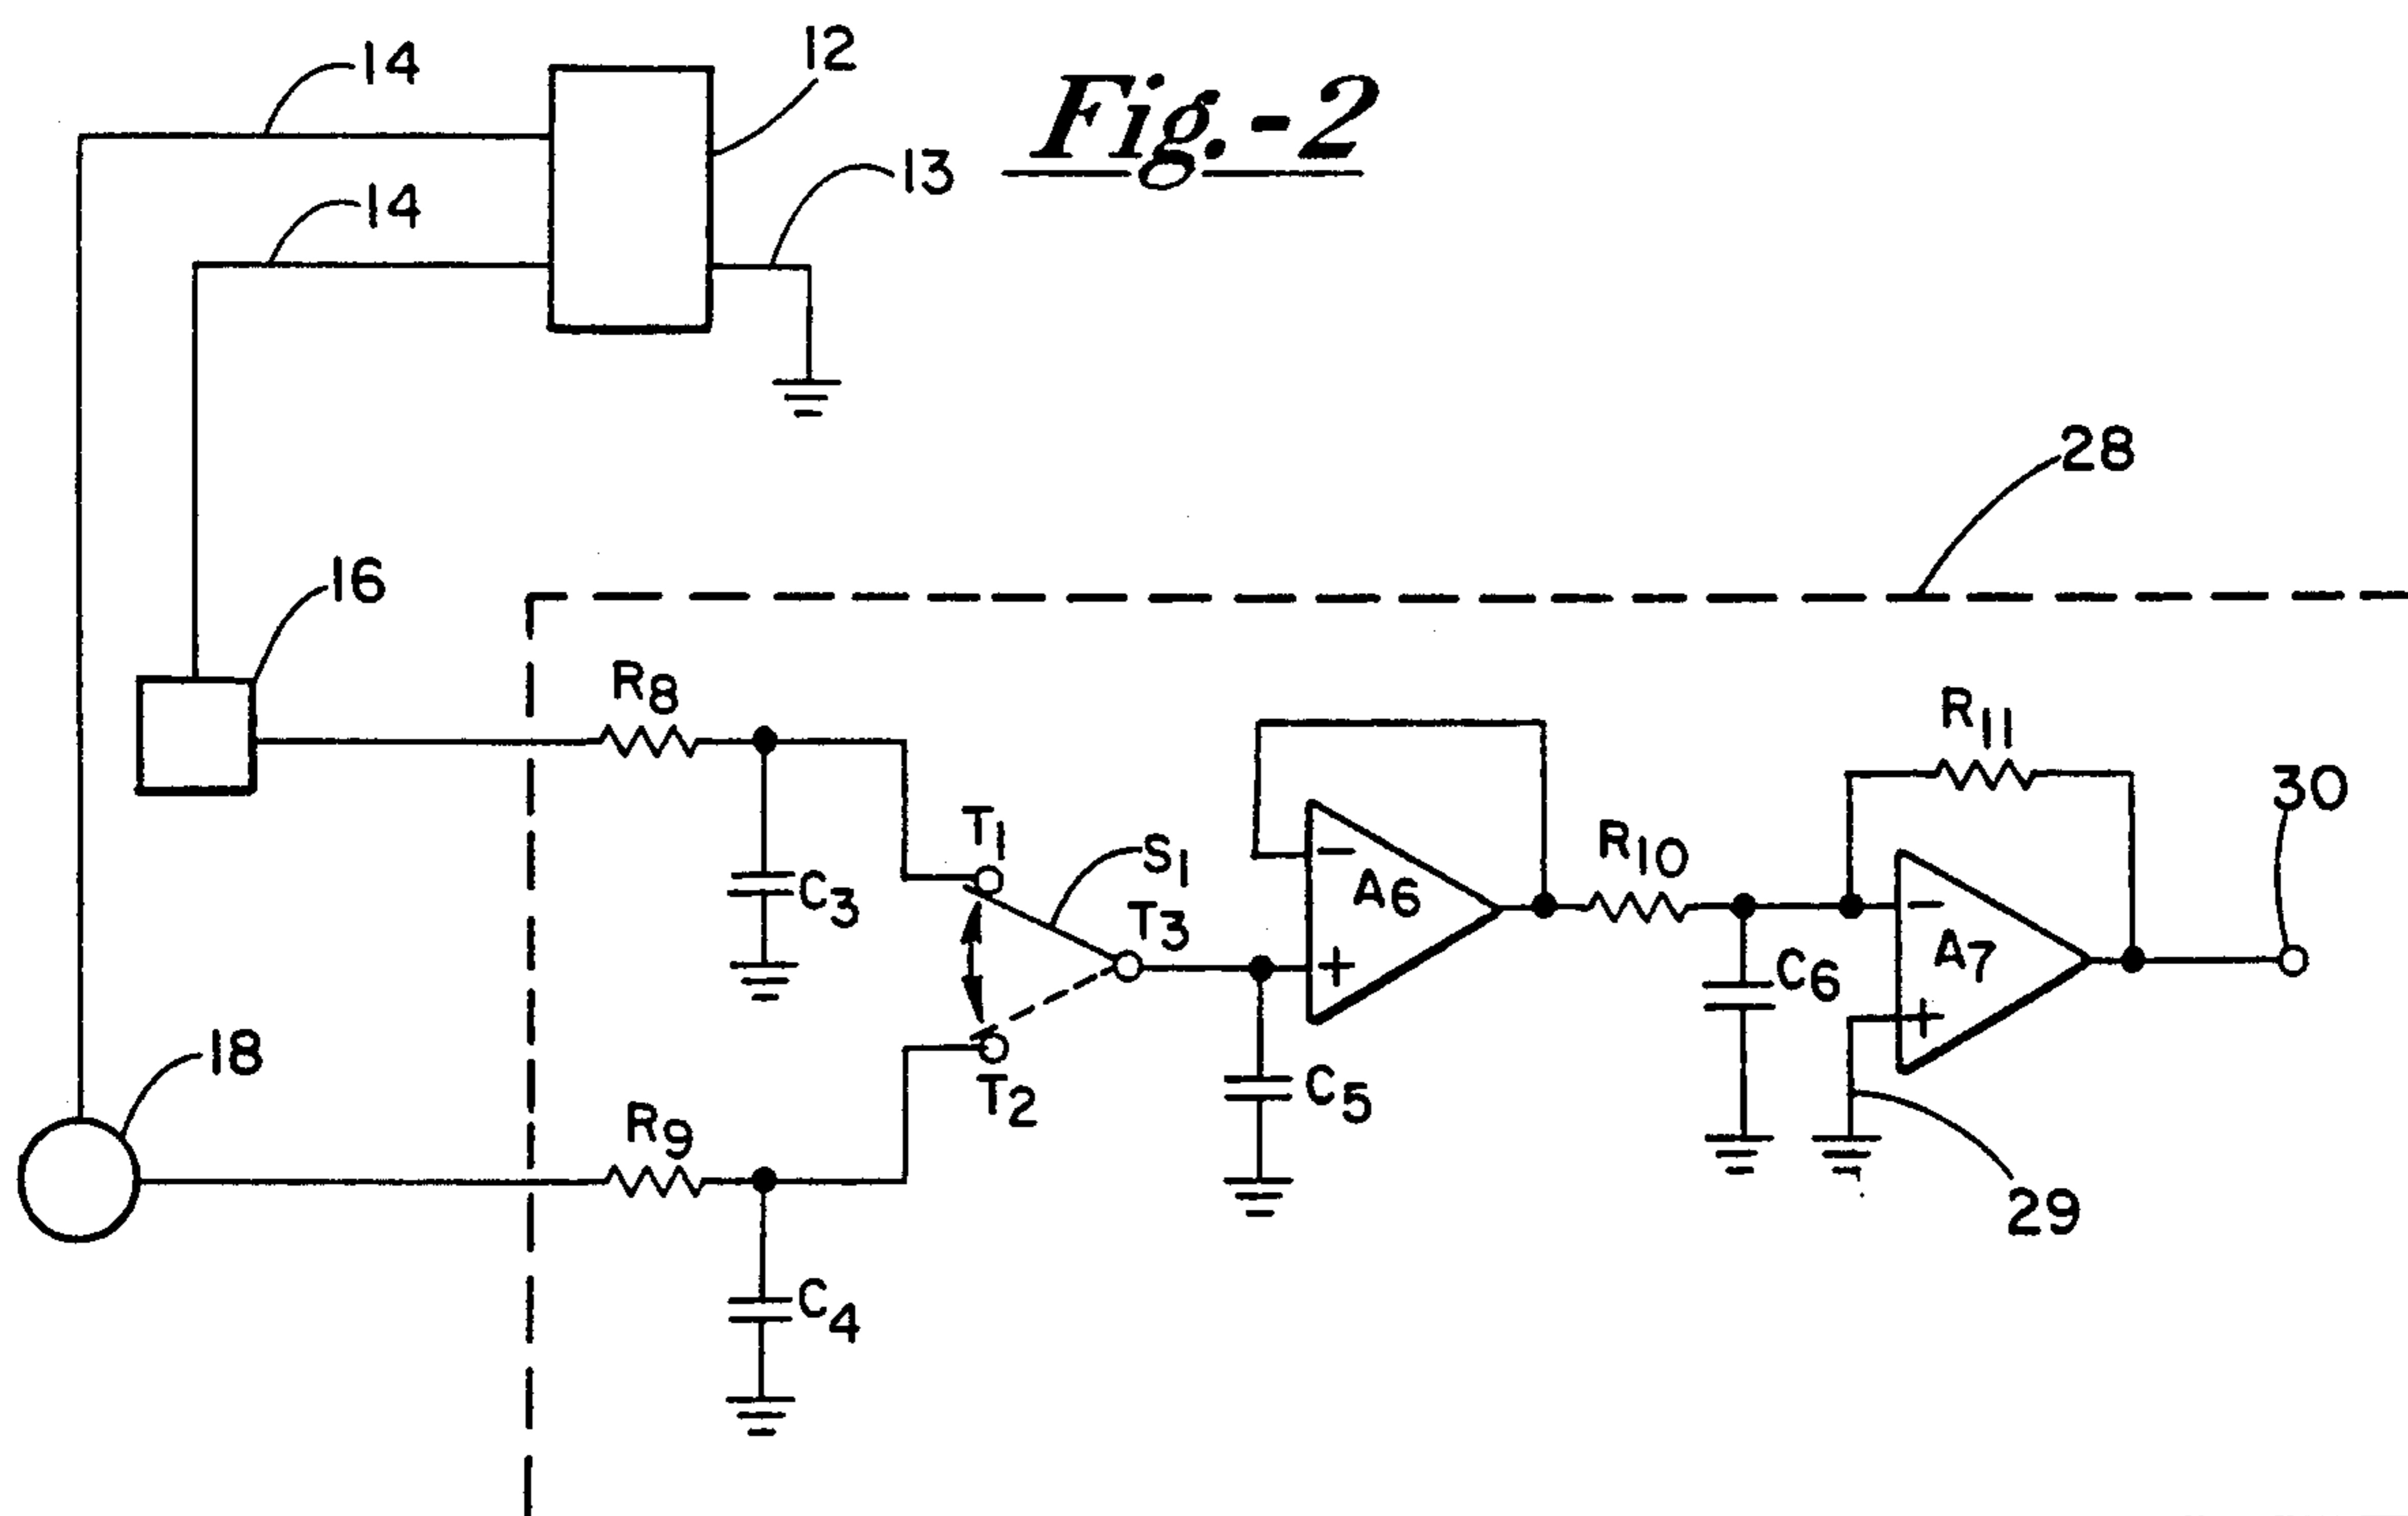 14
12
Fig.-2
13
14
28
16
R8
R11
30
T1
S1
R10
C3
T3
− A6
+
− A7
+
C6
18
T2
C5
R9
29
C4